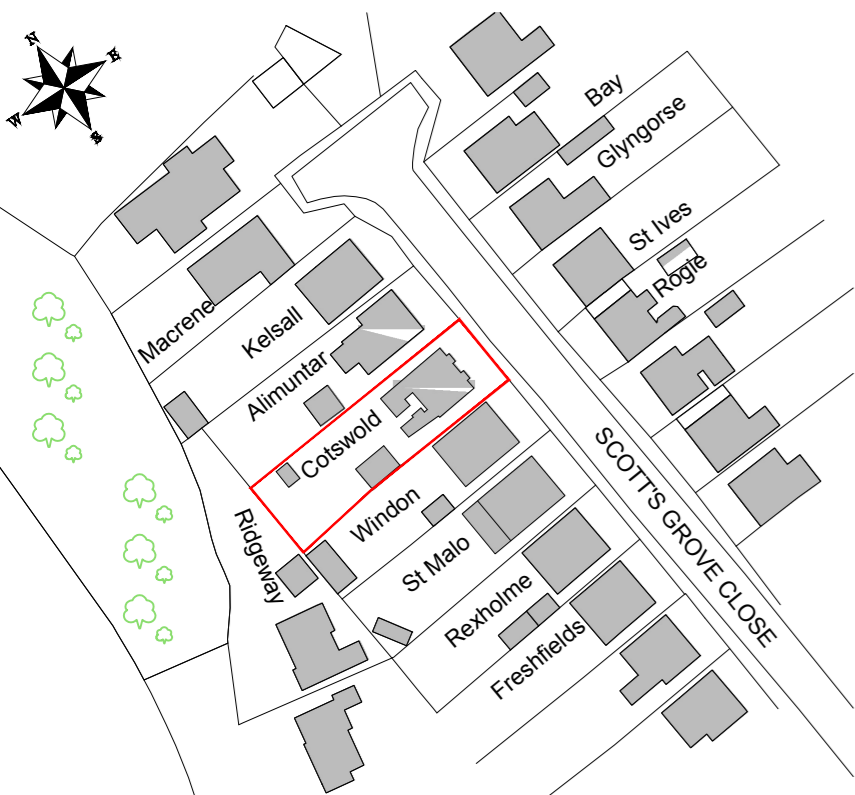 N
E
W
S
Bay
Glyngorse
St Ives
Rogie
Macrene
Kelsall
Alimuntar
Cotswold
Windon
Ridgeway
St Malo
Rexholme
Freshfields
SCOTT'S GROVE CLOSE